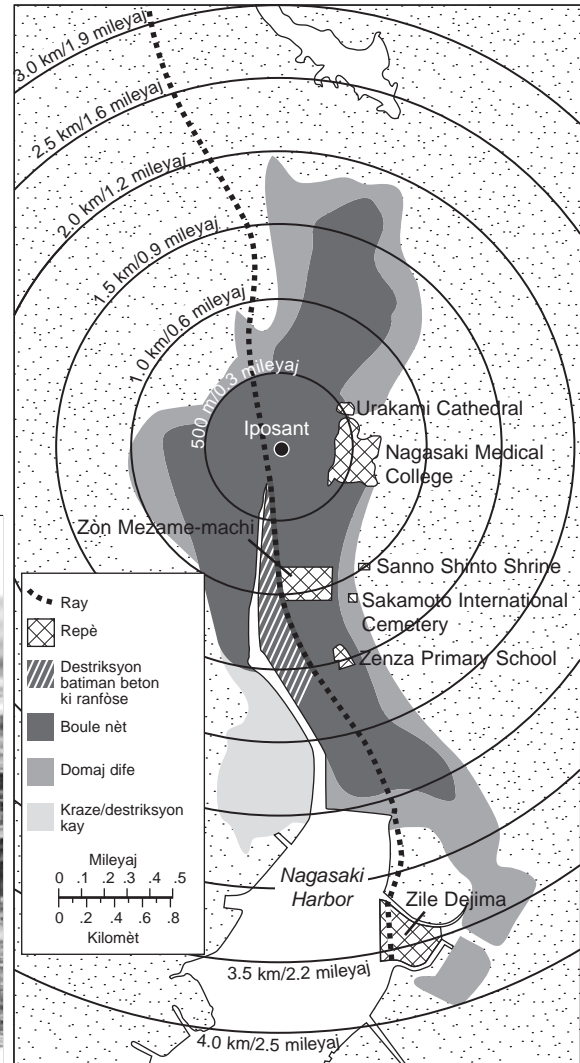 3.0 km/1.9 mileyaj
2.5 km/1.6 mileyaj
2.0 km/1.2 mileyaj
1.5 km/0.9 mileyaj
1.0 km/0.6 mileyaj
500 m/0.3 mileyaj
Iposant
Urakami Cathedral
Nagasaki Medical
College
Zòn Mezame-machi
Sanno Shinto Shrine
Sakamoto International
Cemetery
Zenza Primary School
Ray
Repè
Destriksyon
batiman beton
ki ranfòse
Boule nèt
Domaj dife
Kraze/destriksyon
kay
Mileyaj
0 .1 .2 .3 .4 .5
0 .2 .4 .6 .8
Kilomèt
Nagasaki
Harbor
Zile Dejima
3.5 km/2.2 mileyaj
4.0 km/2.5 mileyaj